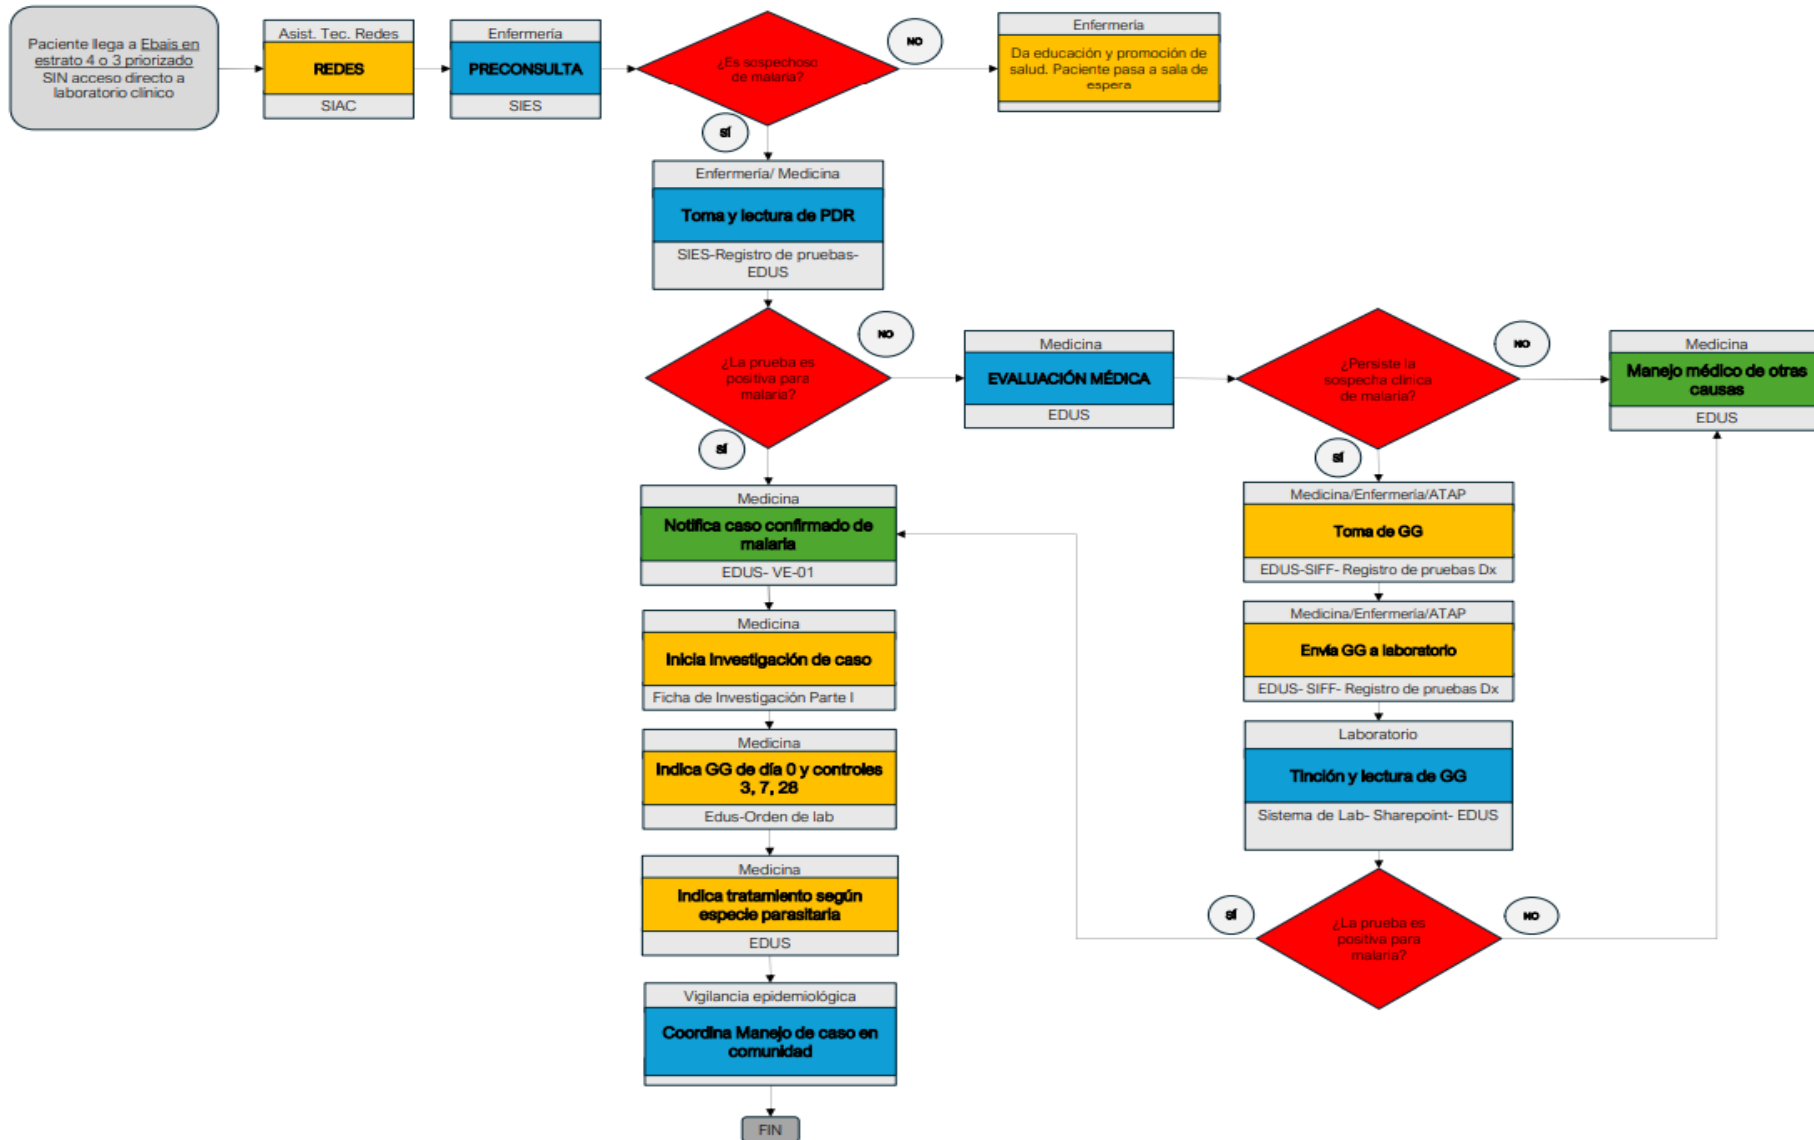 Paciente llega a Ebais en
estrato 4 o 3 priorizado
SIN acceso directo a
laboratorio clínico
Asist. Tec. Redes
REDES
SIAC
Enfermería
PRECONSULTA
SIES
¿Es sospechoso
de malaria?
NO
Enfermería
Da educación y promoción de
salud. Paciente pasa a sala de
espera
SÍ
Enfermería/ Medicina
Toma y lectura de PDR
SIES-Registro de pruebas-
EDUS
¿La prueba es
positiva para
malaria?
NO
Medicina
EVALUACIÓN MÉDICA
EDUS
¿Persiste la
sospecha clínica
de malaria?
NO
Medicina
Manejo médico de otras
causas
EDUS
SÍ
Medicina
Notifica caso confirmado de
malaria
EDUS- VE-01
Medicina
Inicia Investigación de caso
Ficha de Investigación Parte I
Medicina
Indica GG de día 0 y controles
3, 7, 28
Edus-Orden de lab
Medicina
Indica tratamiento según
especie parasitaria
EDUS
Vigilancia epidemiológica
Coordina Manejo de caso en
comunidad
FIN
SÍ
Medicina/Enfermería/ATAP
Toma de GG
EDUS-SIFF- Registro de pruebas Dx
Medicina/Enfermería/ATAP
Envía GG a laboratorio
EDUS- SIFF- Registro de pruebas Dx
Laboratorio
Tinción y lectura de GG
Sistema de Lab- Sharepoint- EDUS
SÍ
¿La prueba es
positiva para
malaria?
NO